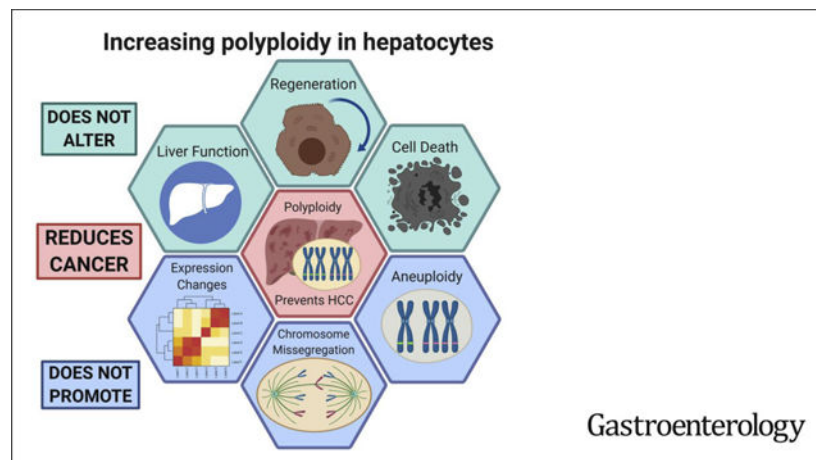 Increasing polyploidy in hepatocytes
Regeneration
DOES NOT
ALTER
Liver Function
Cell Death
Polyploidy
REDUCES
CANCER
Prevents HCC
Expression
Changes
Aneuploidy
Chromosome
Missegregation
DOES NOT
PROMOTE
Gastroenterology